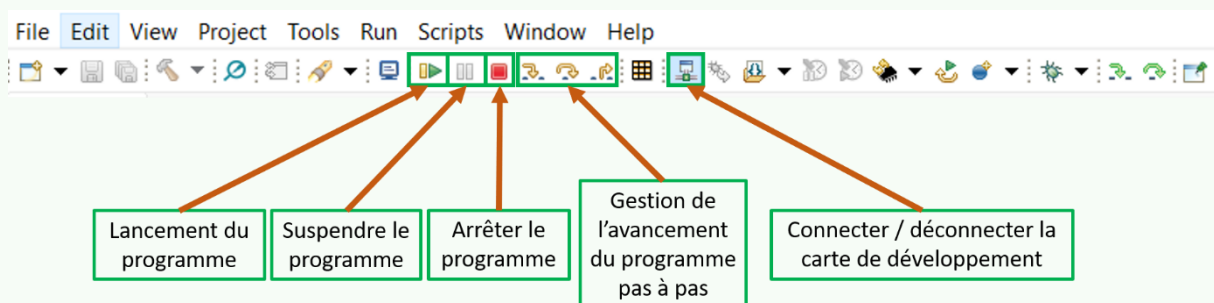 File Edit View Project Tools Run Scripts Window Help
Lancement du
programme
Suspendre le
programme
Arrêter le
programme
Gestion de
l’avancement
du programme
pas à pas
Connecter / déconnecter la
carte de développement